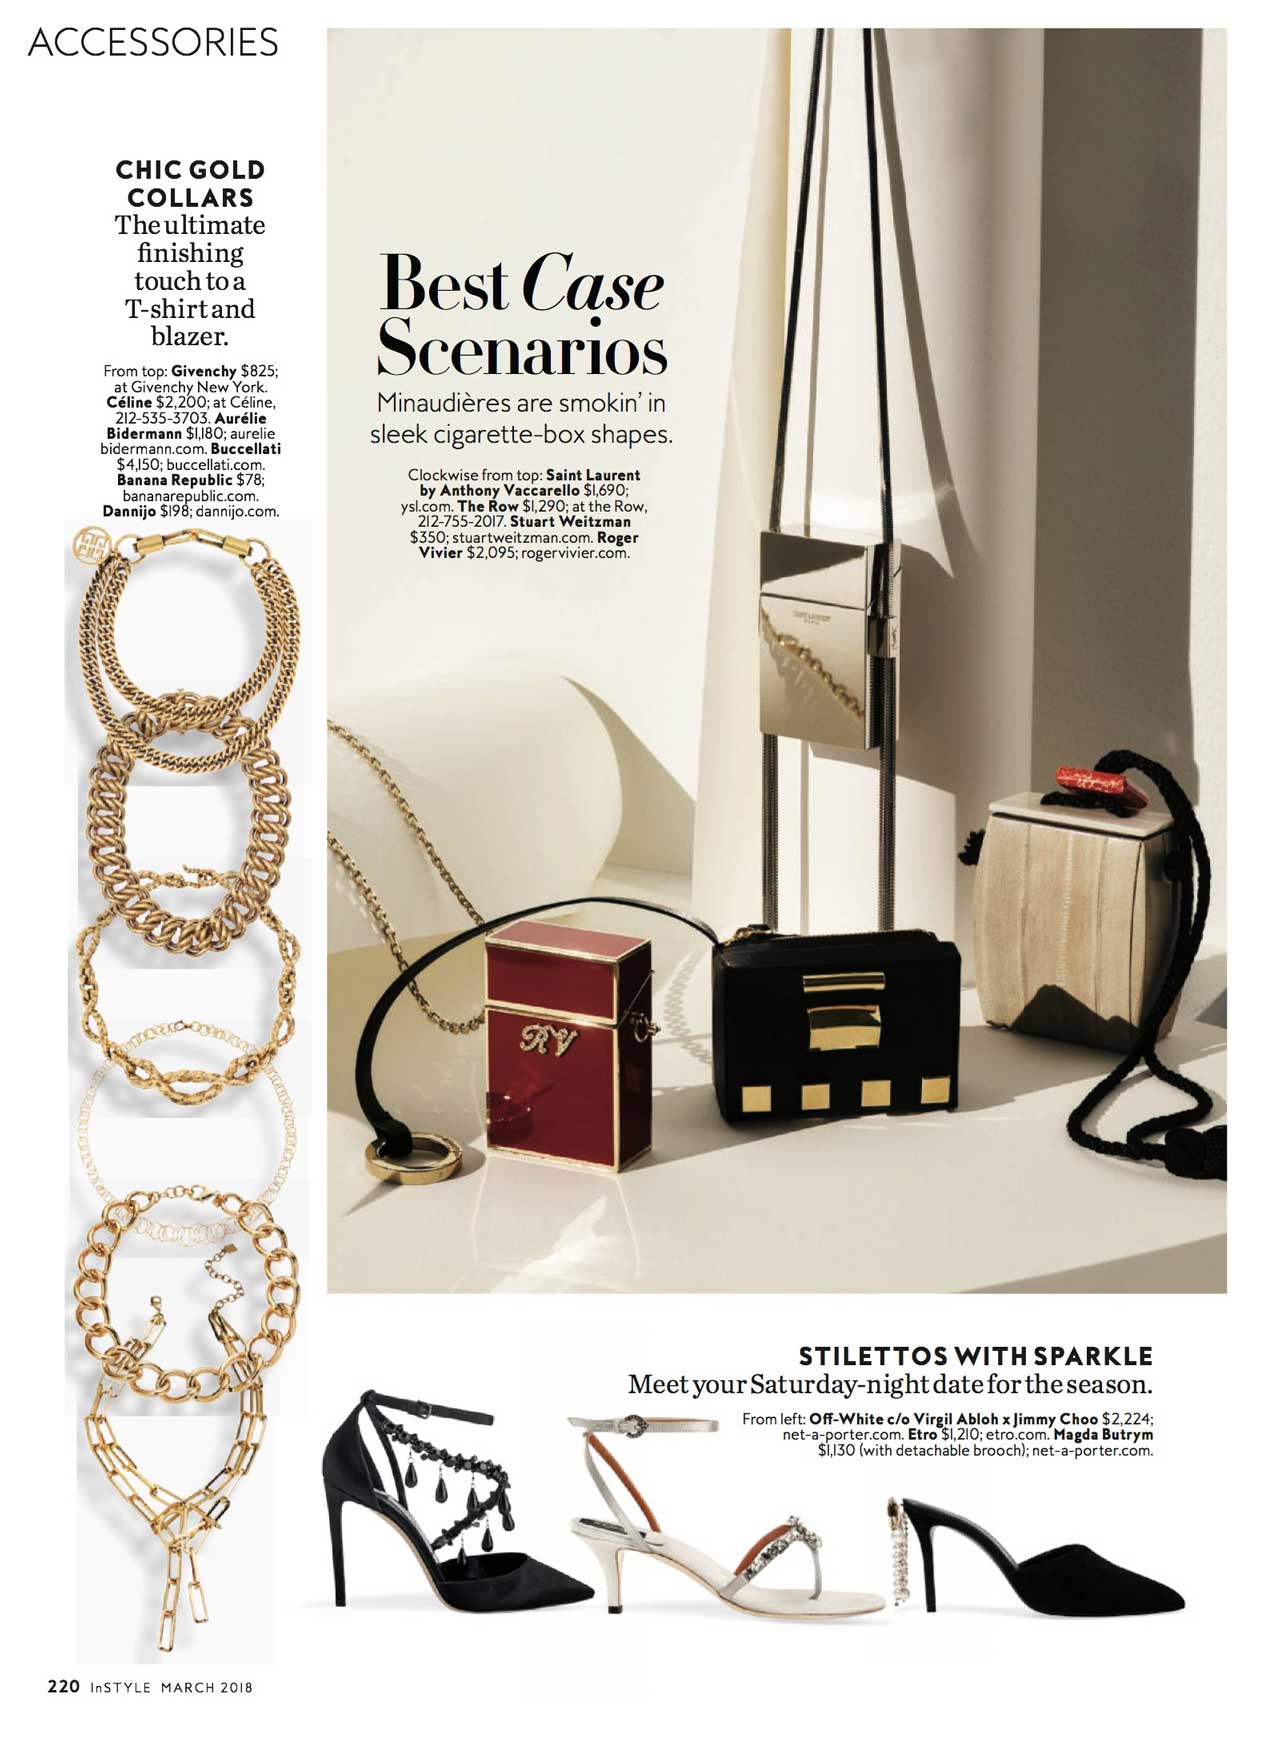 ACCESSORIES
CHIC GOLD
COLLARS
The ultimate
finishing
touch to a
T-shirt and
blazer.
From top: Givenchy $825;
at Givenchy New York.
Céline $2,200; at Céline,
212-535-3703. Aurélie
Bidermann $1,180; aurelie
bidermann.com. Buccellati
$4,150; buccellati.com.
Banana Republic $78;
bananarepublic.com.
Dannijo $198; dannijo.com.
Best Case
Scenarios
Minaudières are smokin' in
sleek cigarette-box shapes.
Clockwise from top: Saint Laurent
by Anthony Vaccarello $1,690;
ysl.com. The Row $1,290; at the Row,
212-755-2017. Stuart Weitzman
$350; stuartweitzman.com. Roger
Vivier $2,095; rogervivier.com.
SAINT LAURENT
PARIS
RV
STILETTOS WITH SPARKLE
Meet your Saturday-night date for the season.
From left: Off-White c/o Virgil Abloh x Jimmy Choo $2,224;
net-a-porter.com. Etro $1,210; etro.com. Magda Butrym
$1,130 (with detachable brooch); net-a-porter.com.
220 InSTYLE MARCH 2018